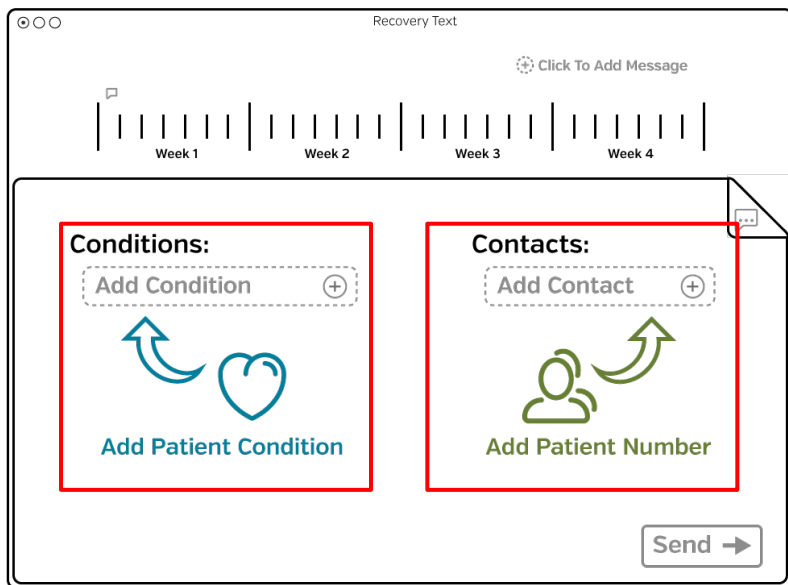 Recovery Text
Click To Add Message
Week 1 Week 2 Week 3 Week 4
Conditions:
Add Condition
Add Patient Condition
Contacts:
Add Contact
Add Patient Number
Send